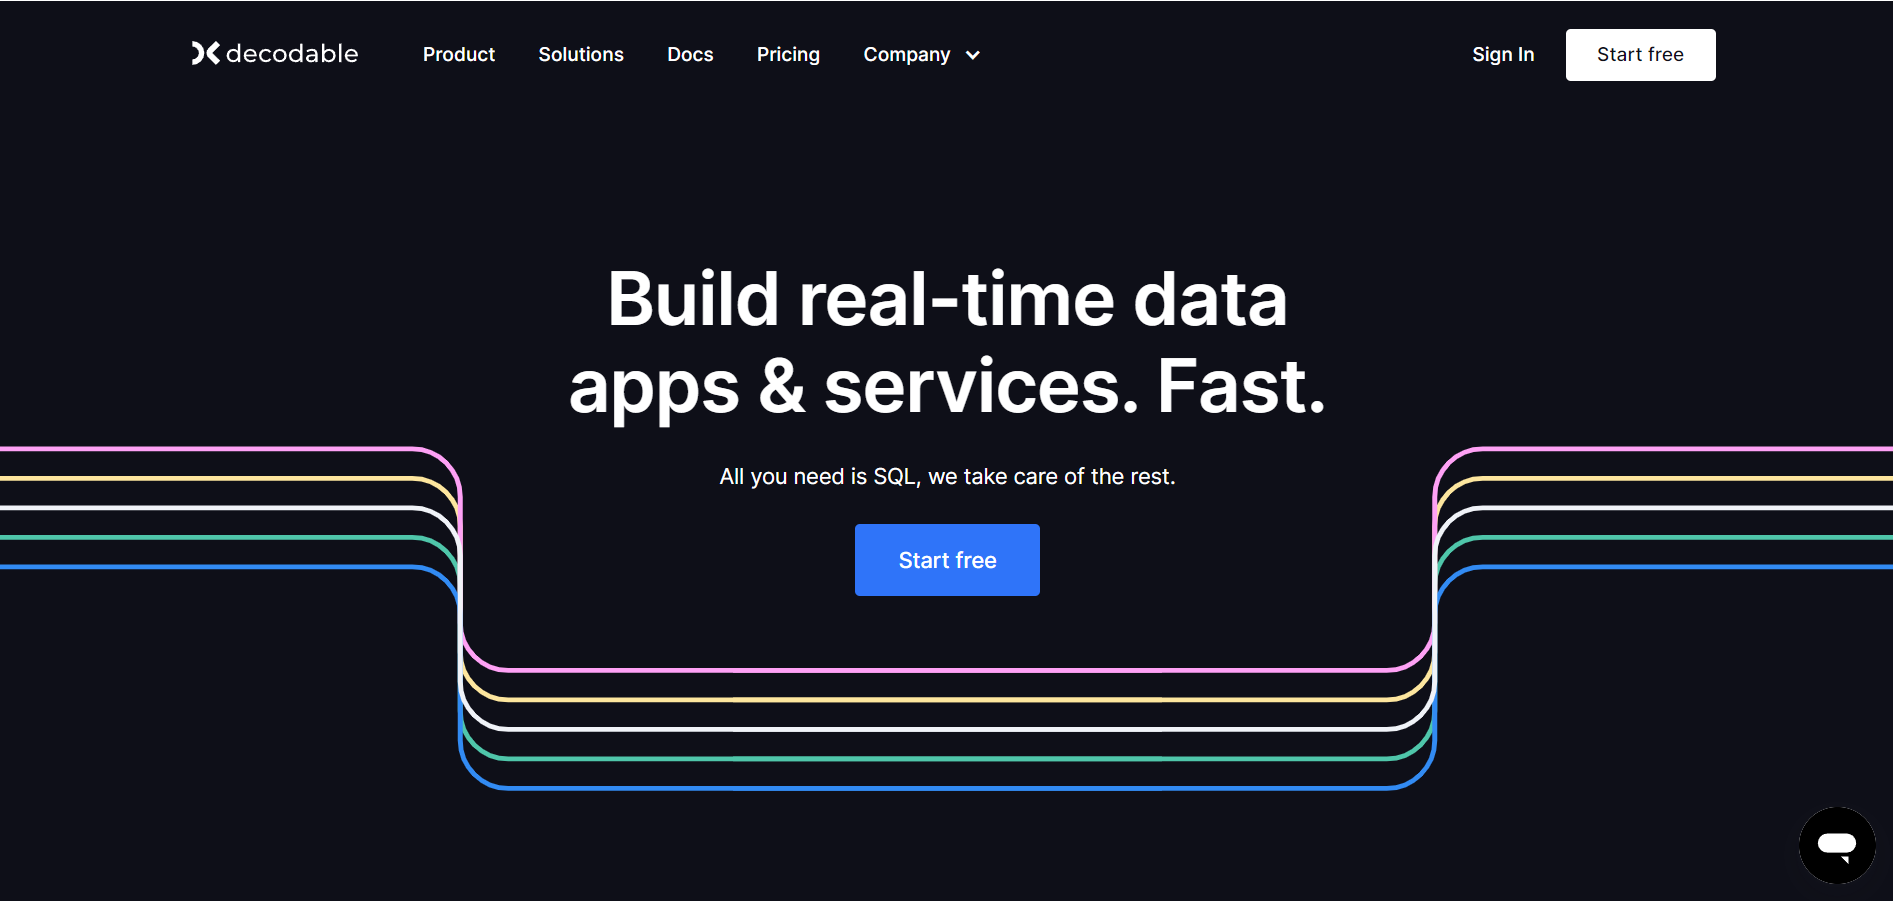 decodable
Product
Solutions
Docs
Pricing
Company
Sign In
Start free
Build real-time data
apps & services. Fast.
All you need is SQL, we take care of the rest.
Start free